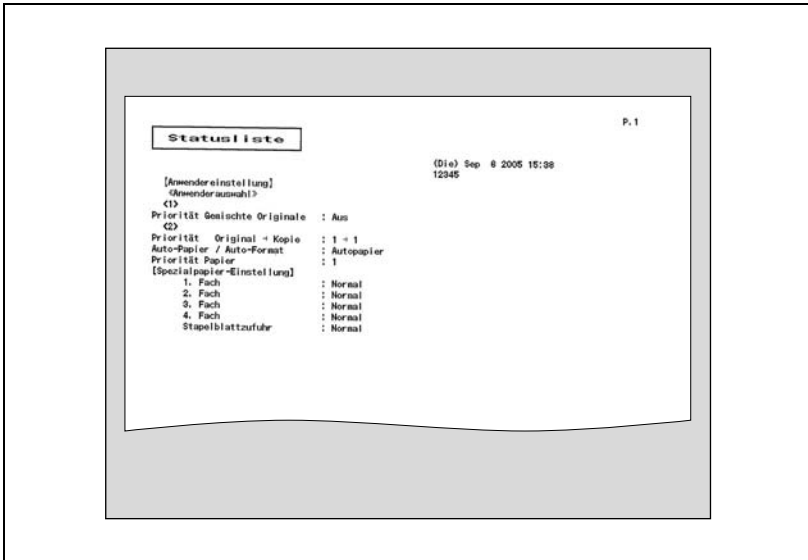 P.1
Statusliste
(Die) Sep 6 2005 15:38
12345
[Anwendereinstellung]
<Anwenderauswahl>
<1>
Priorität Gemischte Originale : Aus
<2>
Priorität Original → Kopie : 1 → 1
Auto-Papier / Auto-Format : Autopapier
Priorität Papier : 1
[Spezialpapier-Einstellung]
1. Fach : Normal
2. Fach : Normal
3. Fach : Normal
4. Fach : Normal
Stapelblattzufuhr : Normal